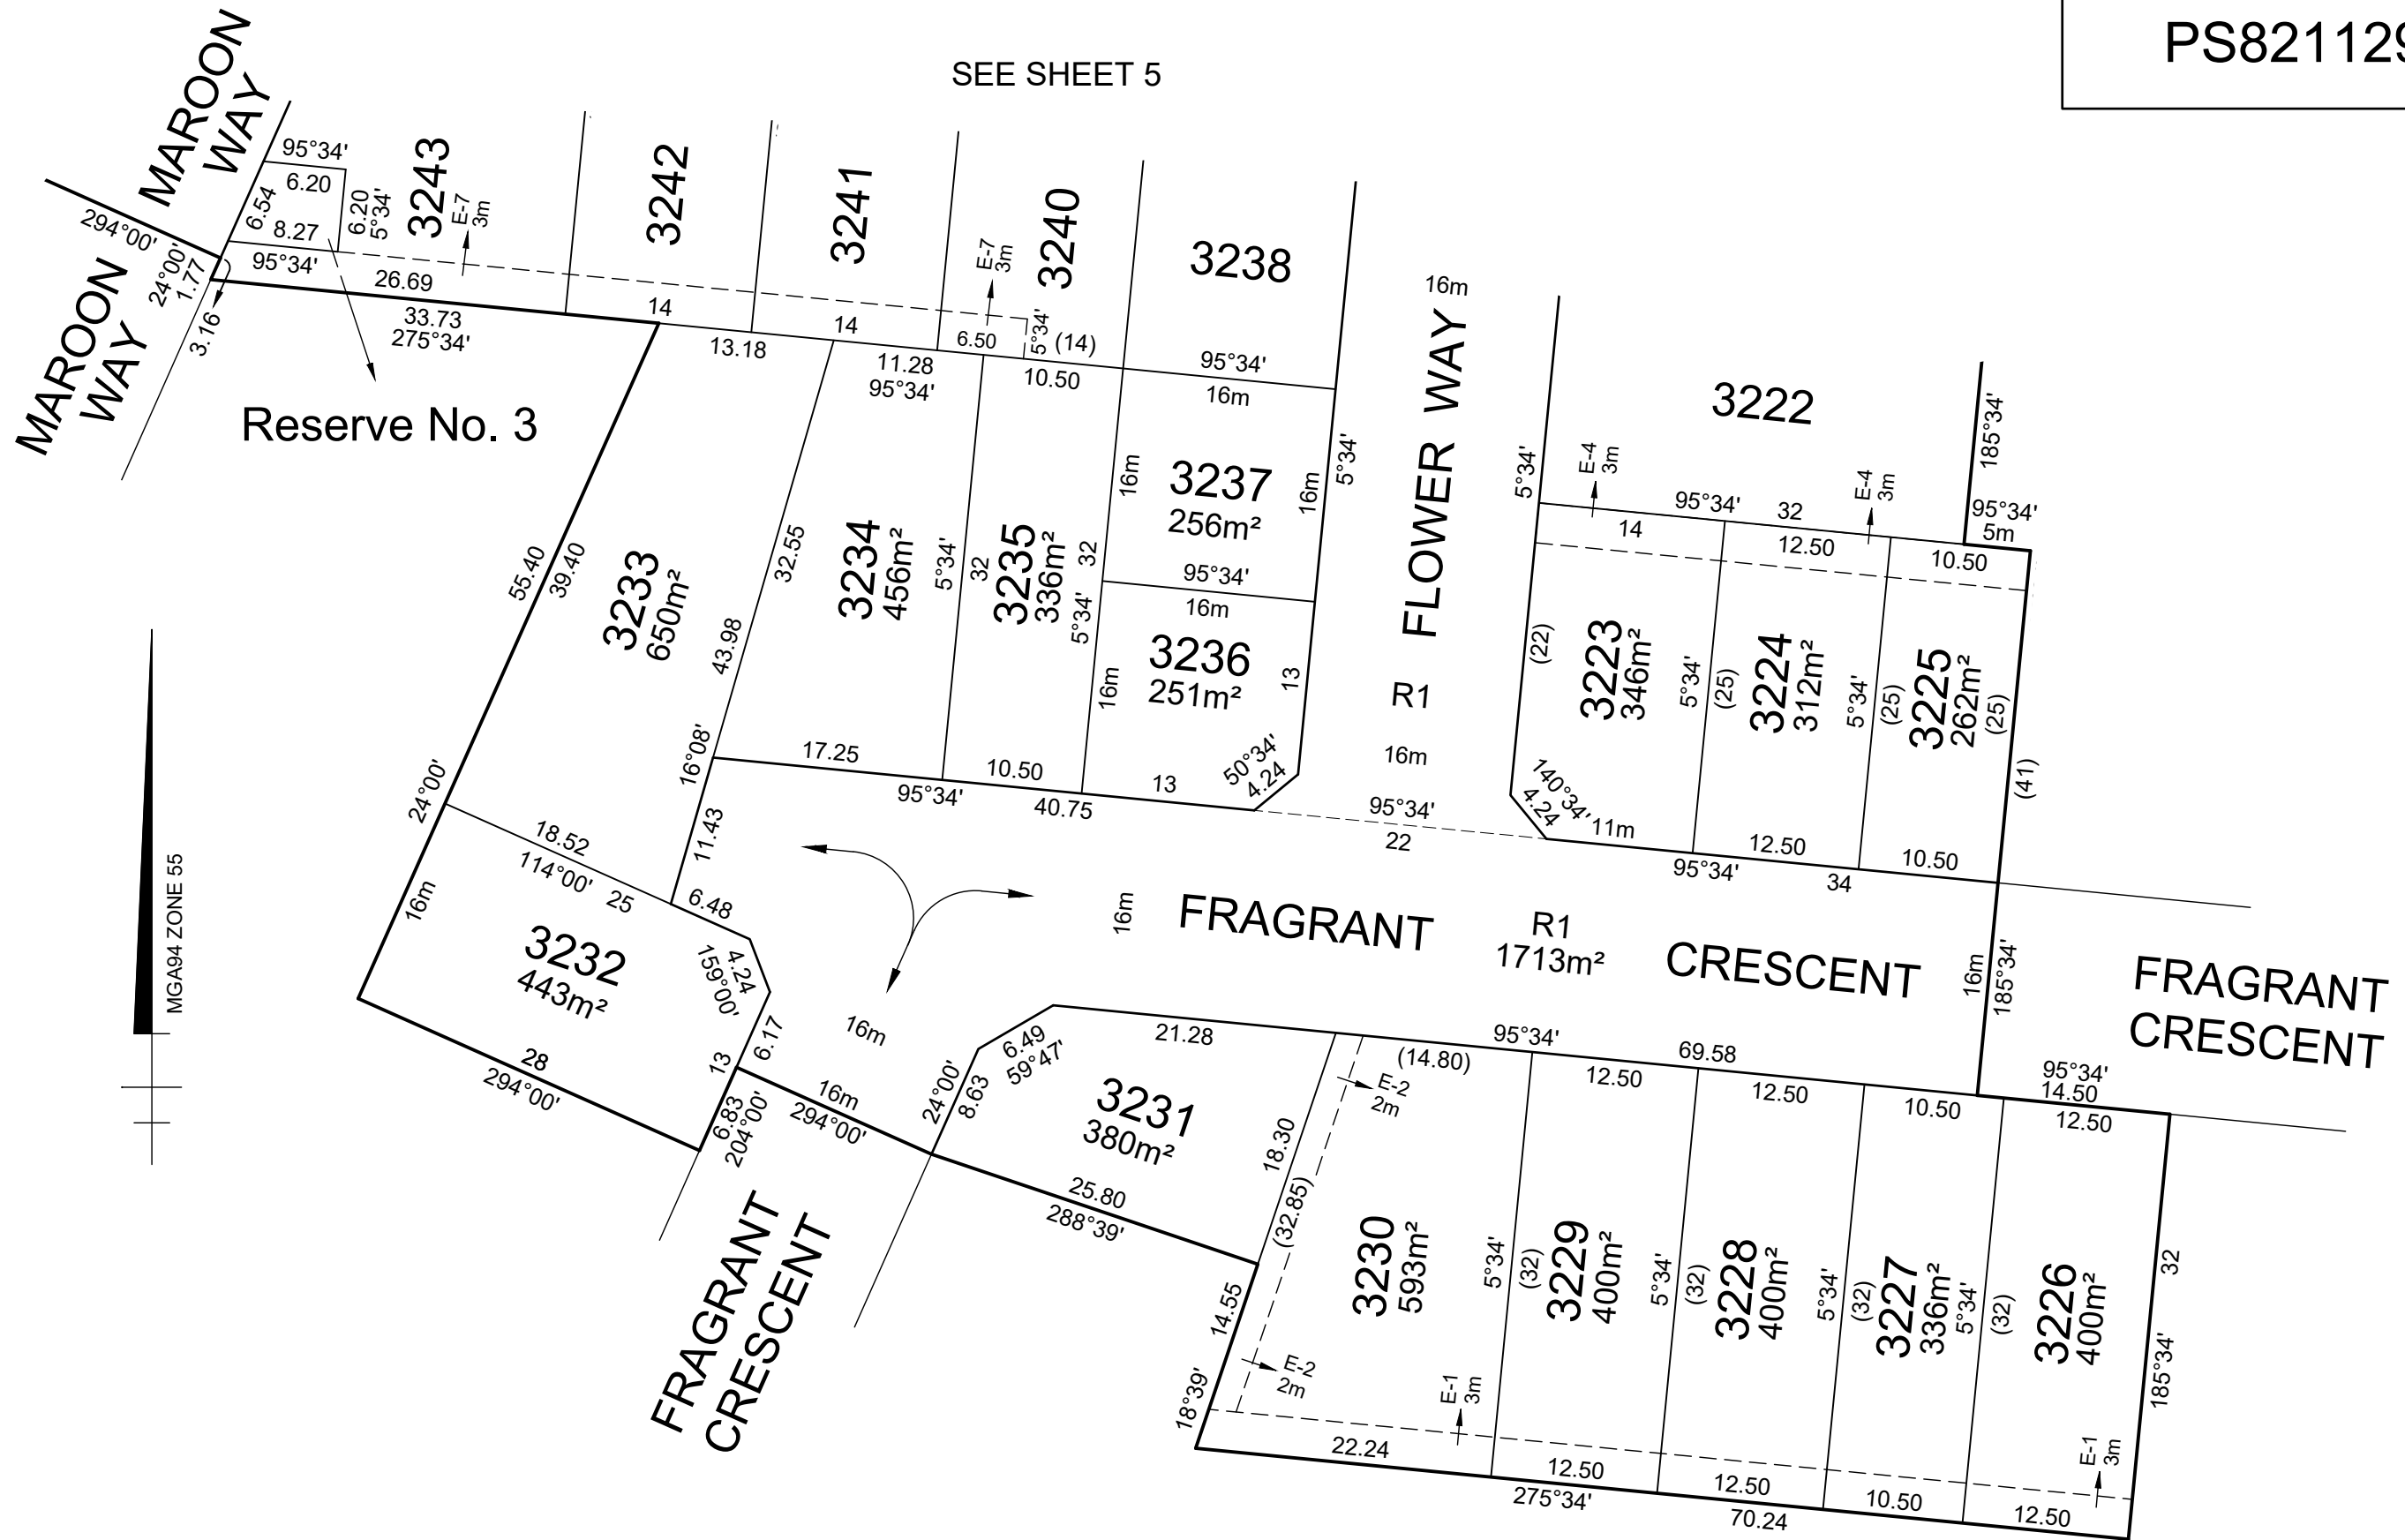 PS821129
SEE SHEET 5
MAROON
WAY
MAROON
WAY
294°00'
24°00'
1.77
3.16
6.54
95°34'
6.20
6.20
5°34'
8.27
95°34'
26.69
33.73
275°34'
3243
E-7
3m
3242
3241
3240
E-7
3m
3238
14
14
6.50
5°34'
(14)
13.18
11.28
95°34'
10.50
95°34'
16m
Reserve No. 3
3237
256m²
16m
16m
5°34'
95°34'
16m
3236
251m²
16m
13
50°34'
4.24
13
3235
336m²
32
32
5°34'
5°34'
10.50
3234
456m²
17.25
95°34'
40.75
3233
650m²
32.55
43.98
16°08'
11.43
55.40
39.40
24°00'
18.52
114°00'
25
6.48
16m
3232
443m²
4.24
159°00'
6.17
13
6.83
204°00'
28
294°00'
16m
FLOWER WAY
R1
16m
95°34'
22
3222
185°34'
5°34'
E-4
3m
95°34'
32
E-4
3m
95°34'
5m
14
12.50
10.50
3223
346m²
(22)
5°34'
(25)
3224
312m²
5°34'
(25)
3225
262m²
(25)
(41)
140°34'
4.24
11m
12.50
10.50
95°34'
34
16m
FRAGRANT
R1
1713m²
CRESCENT
16m
185°34'
FRAGRANT
CRESCENT
16m
16m
294°00'
24°00'
8.63
6.49
59°47'
21.28
3231
380m²
25.80
288°39'
18.30
(32.85)
14.55
18°39'
(14.80)
E-2
2m
E-2
2m
95°34'
69.58
12.50
12.50
10.50
95°34'
14.50
12.50
3230
593m²
5°34'
(32)
3229
400m²
5°34'
(32)
3228
400m²
5°34'
(32)
3227
336m²
5°34'
(32)
3226
400m²
32
185°34'
E-1
3m
E-1
3m
22.24
12.50
12.50
10.50
12.50
275°34'
70.24
FRAGRANT
CRESCENT
MGA94 ZONE 55